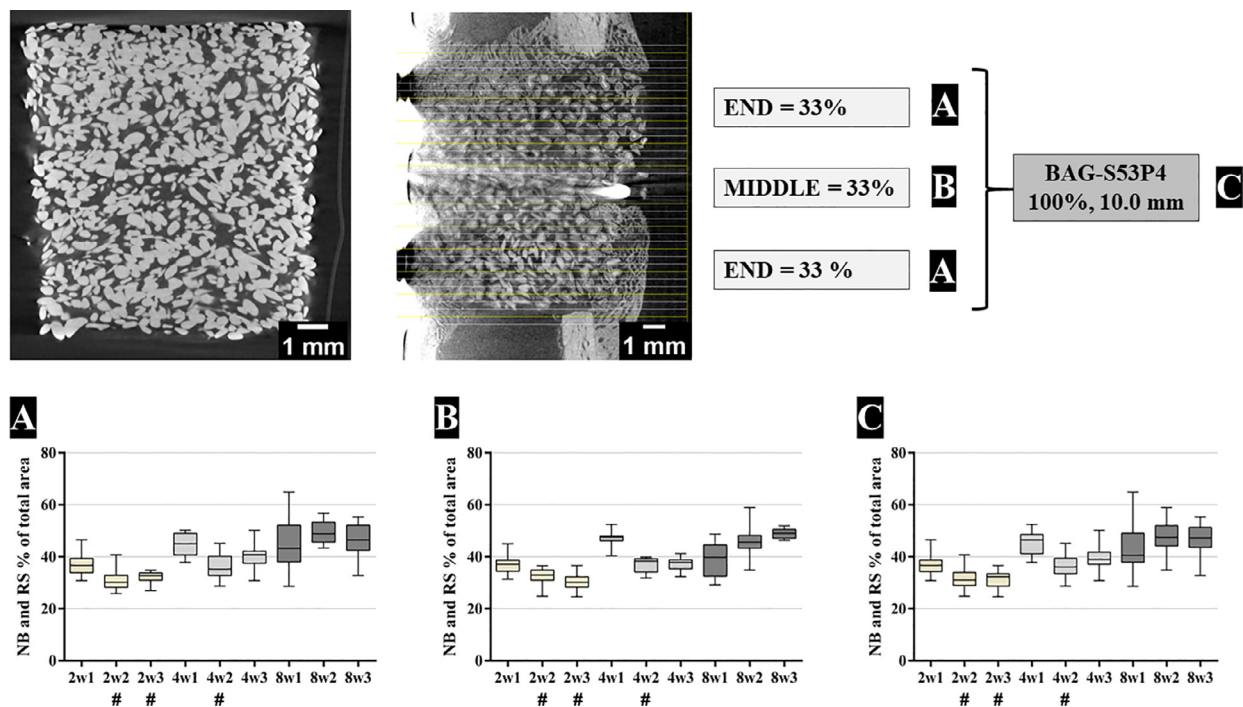 1 mm
1 mm
END = 33%
A
MIDDLE = 33%
B
END = 33 %
A
BAG-S53P4
100%, 10.0 mm
C
A
NB and RS % of total area
80
60
40
20
0
2w1 2w2 2w3 4w1 4w2 4w3 8w1 8w2 8w3
# # #
B
NB and RS % of total area
80
60
40
20
0
2w1 2w2 2w3 4w1 4w2 4w3 8w1 8w2 8w3
# # #
C
NB and RS % of total area
80
60
40
20
0
2w1 2w2 2w3 4w1 4w2 4w3 8w1 8w2 8w3
# # #